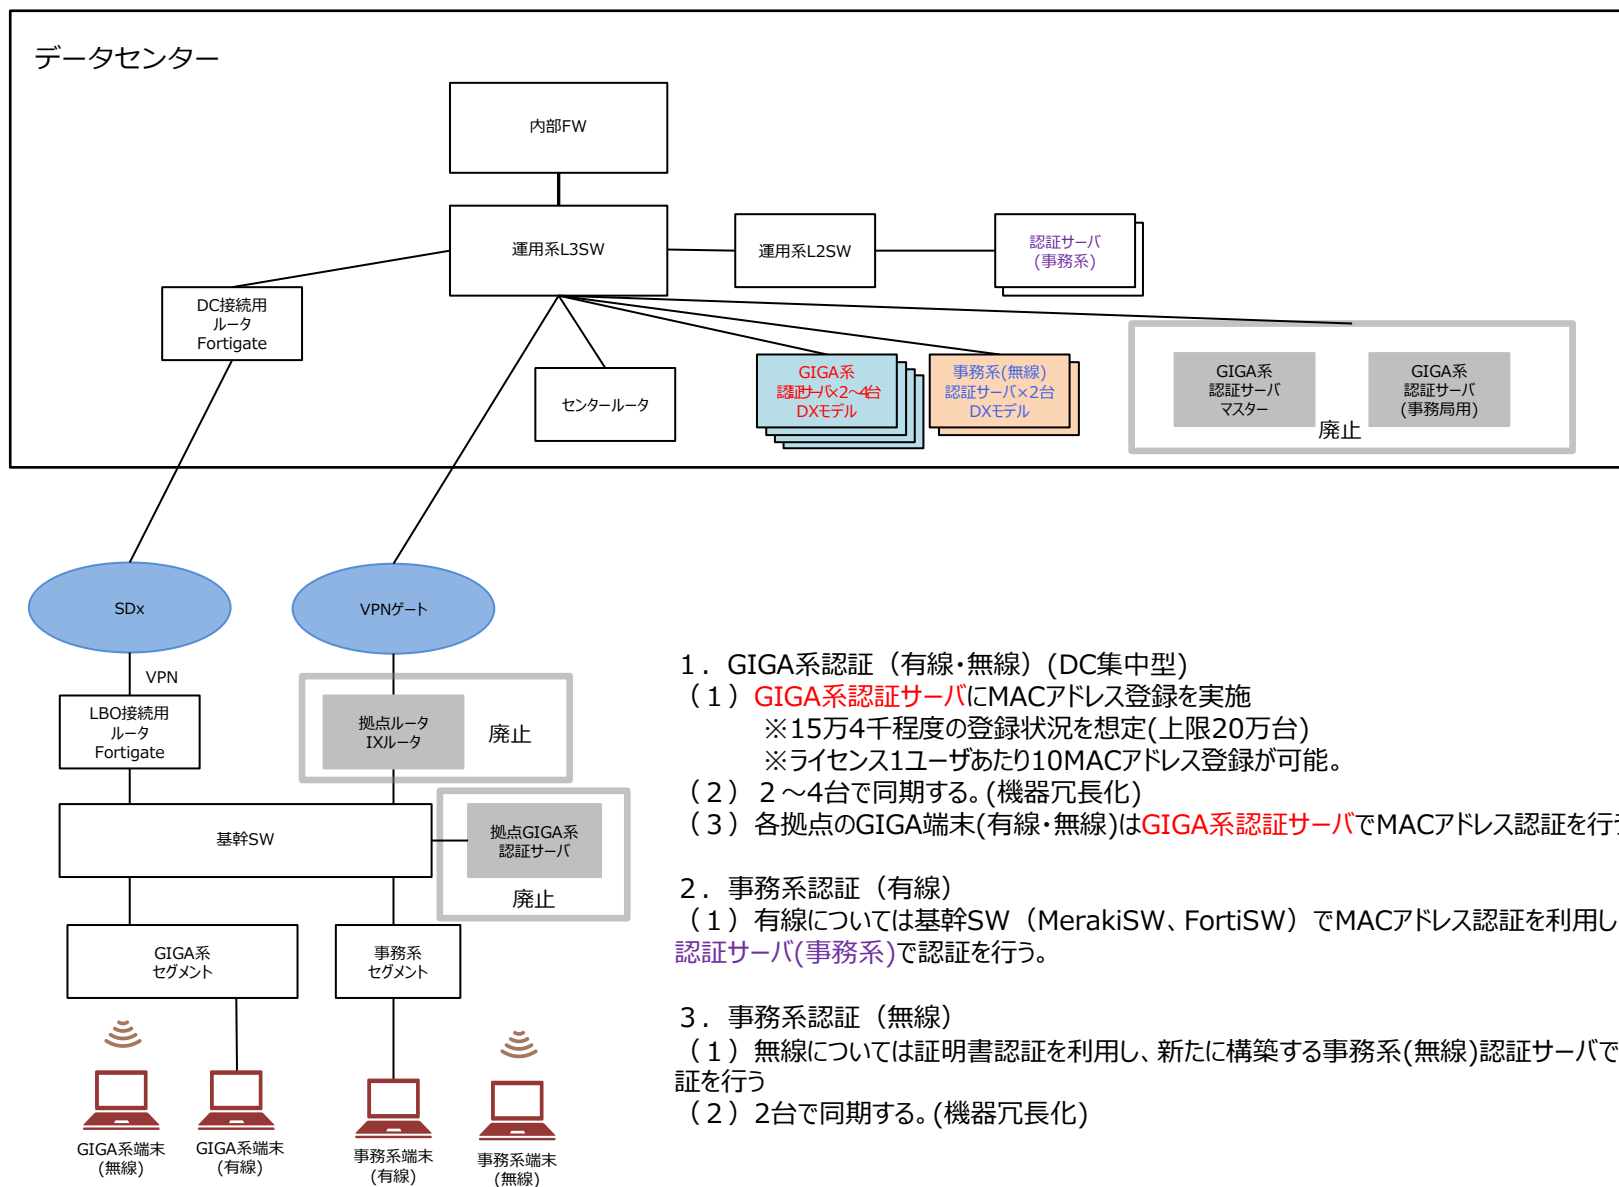 データセンター
内部FW
運用系L3SW
運用系L2SW
認証サーバ
(事務系)
DC接続用
ルータ
Fortigate
センタールータ
GIGA系
認証サーバ×2～4台
DXモデル
事務系(無線)
認証サーバ×2台
DXモデル
GIGA系
認証サーバ
マスター
GIGA系
認証サーバ
(事務局用)
廃止
SDx
VPNゲート
VPN
LBO接続用
ルータ
Fortigate
拠点ルータ
IXルータ
廃止
基幹SW
拠点GIGA系
認証サーバ
廃止
GIGA系
セグメント
事務系
セグメント
GIGA系端末
(無線)
GIGA系端末
(有線)
事務系端末
(有線)
事務系端末
(無線)
１．GIGA系認証（有線・無線）(DC集中型)
（１）GIGA系認証サーバにMACアドレス登録を実施
※15万4千程度の登録状況を想定(上限20万台)
※ライセンス1ユーザあたり10MACアドレス登録が可能。
（２）２～4台で同期する。(機器冗長化)
（３）各拠点のGIGA端末(有線・無線)はGIGA系認証サーバでMACアドレス認証を行う
２．事務系認証（有線）
（１）有線については基幹SW（MerakiSW、FortiSW）でMACアドレス認証を利用し
認証サーバ(事務系)で認証を行う。
３．事務系認証（無線）
（１）無線については証明書認証を利用し、新たに構築する事務系(無線)認証サーバで
証を行う
（２）2台で同期する。(機器冗長化)